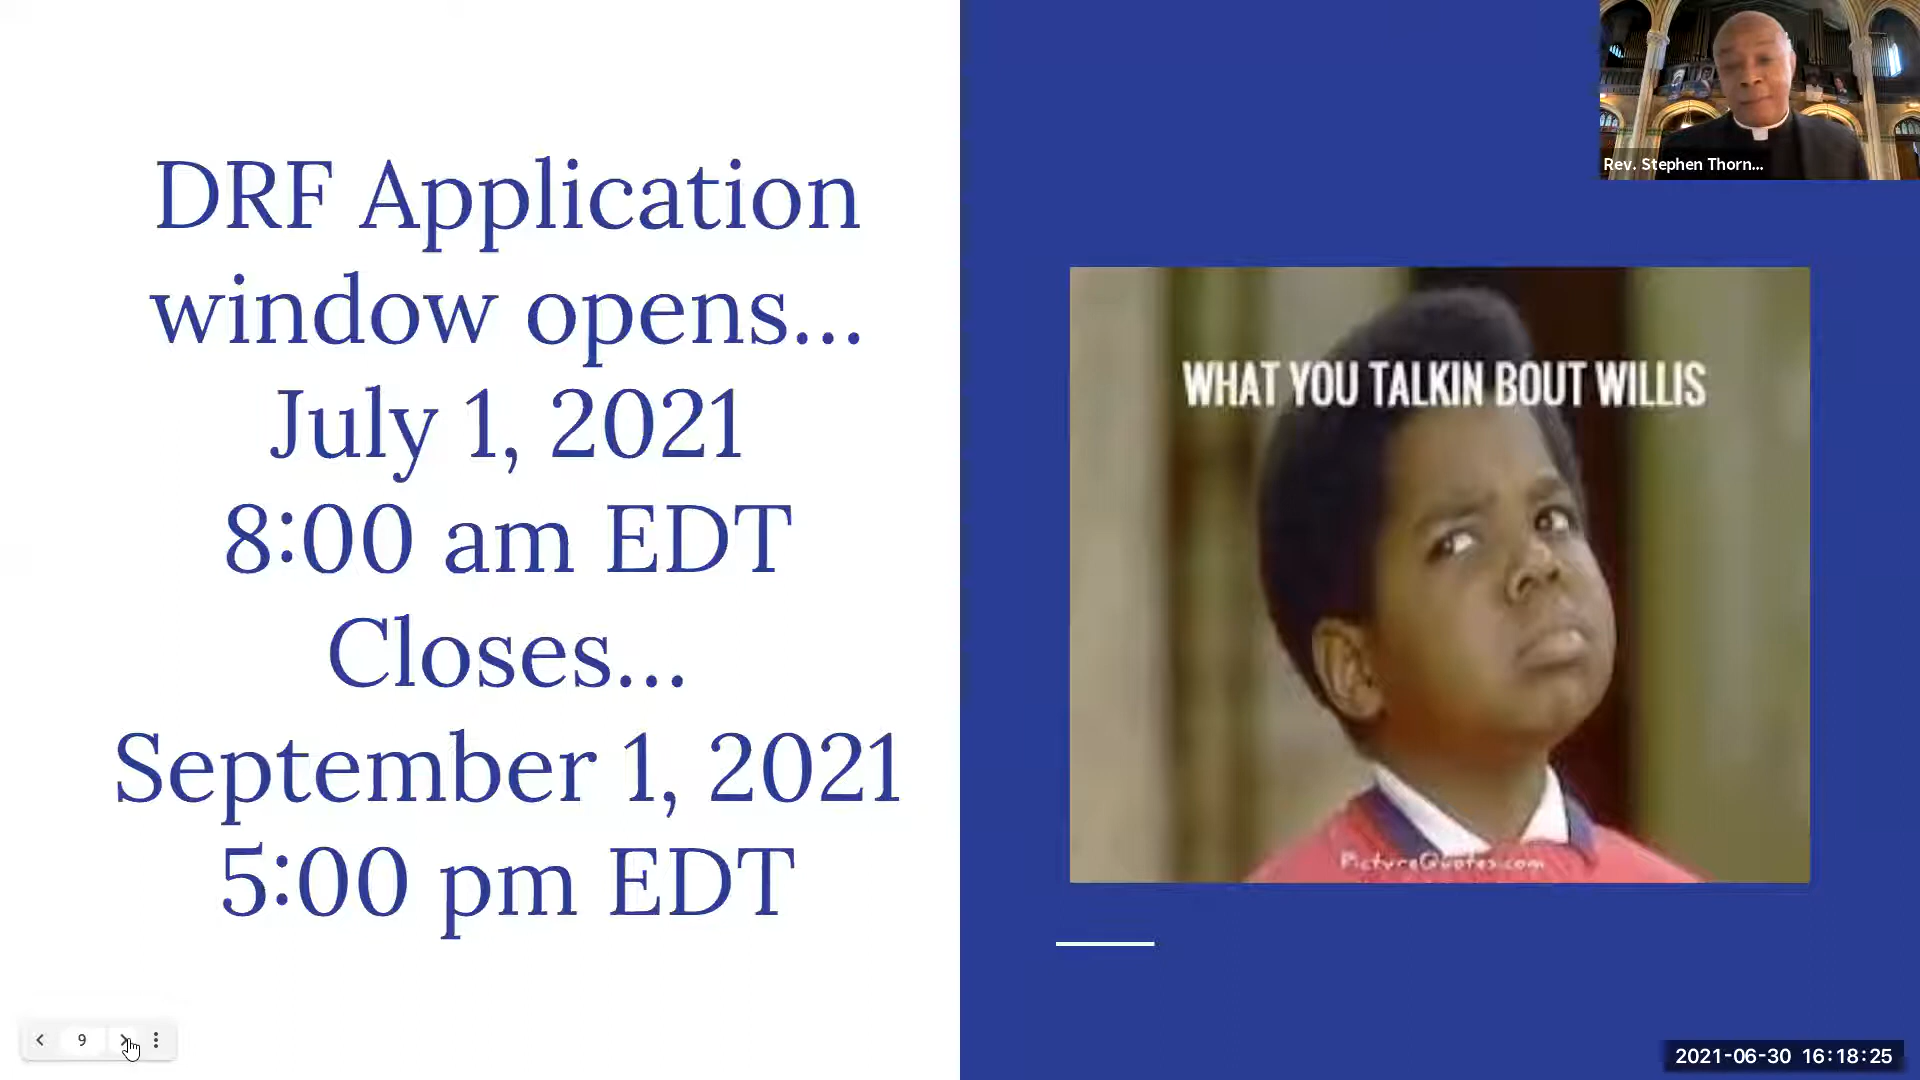 DRF Application
window opens...
July 1, 2021
8:00 am EDT
Closes...
September 1, 2021
5:00 pm EDT
Rev. Stephen Thorn...
WHAT YOU TALKIN BOUT WILLIS
PictureQuotes.com
9
2021-06-30 16:18:25